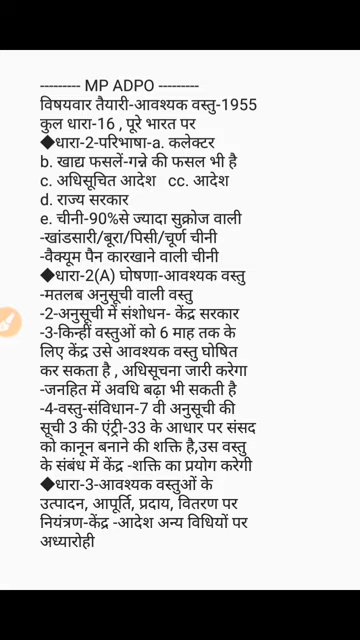 --------- MP ADPO ---------
विषयवार तैयारी-आवश्यक वस्तु-1955
कुल धारा-16 , पूरे भारत पर
◆धारा-2-परिभाषा-a. कलेक्टर
b. खाद्य फसलें-गन्ने की फसल भी है
c. अधिसूचित आदेश   cc. आदेश
d. राज्य सरकार
e. चीनी-90%से ज्यादा सुक्रोज वाली
-खांडसारी/बूरा/पिसी/चूर्ण चीनी
-वैक्यूम पैन कारखाने वाली चीनी
◆धारा-2(A) घोषणा-आवश्यक वस्तु
-मतलब अनुसूची वाली वस्तु
-2-अनुसूची में संशोधन- केंद्र सरकार
-3-किन्हीं वस्तुओं को 6 माह तक के
लिए केंद्र उसे आवश्यक वस्तु घोषित
कर सकता है , अधिसूचना जारी करेगा
-जनहित में अवधि बढ़ा भी सकती है
-4-वस्तु-संविधान-7 वी अनुसूची की
सूची 3 की एंट्री-33 के आधार पर संसद
को कानून बनाने की शक्ति है,उस वस्तु
के संबंध में केंद्र -शक्ति का प्रयोग करेगी
◆धारा-3-आवश्यक वस्तुओं के
उत्पादन, आपूर्ति, प्रदाय, वितरण पर
नियंत्रण-केंद्र -आदेश अन्य विधियों पर
अध्यारोही